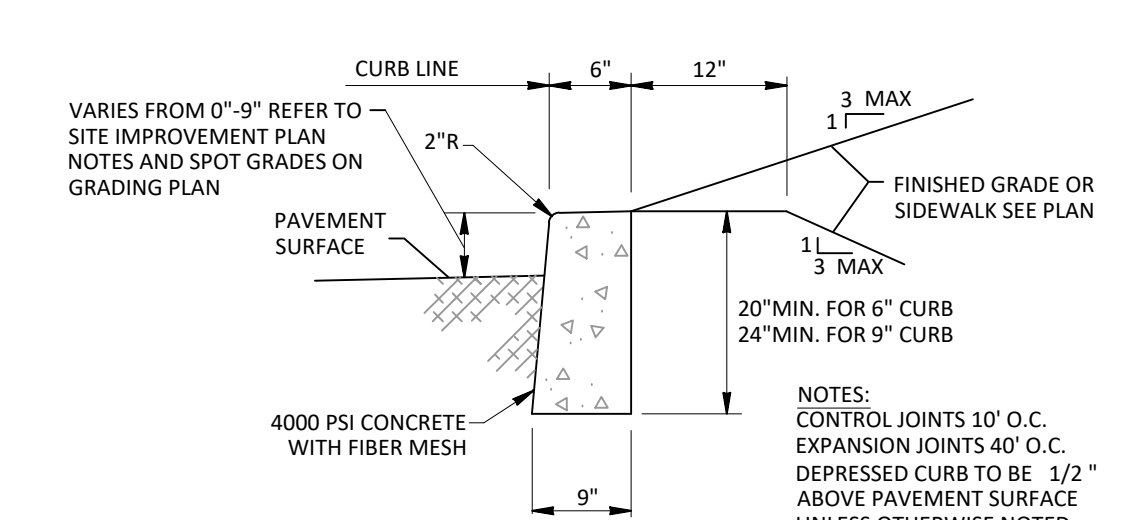 CURB LINE
6"
12"
VARIES FROM 0"-9" REFER TO
SITE IMPROVEMENT PLAN
NOTES AND SPOT GRADES ON
GRADING PLAN
2"R
3 MAX
1
FINISHED GRADE OR
SIDEWALK SEE PLAN
PAVEMENT
SURFACE
1
3 MAX
20"MIN. FOR 6" CURB
24"MIN. FOR 9" CURB
4000 PSI CONCRETE
WITH FIBER MESH
9"
NOTES:
CONTROL JOINTS 10' O.C.
EXPANSION JOINTS 40' O.C.
DEPRESSED CURB TO BE 1/2 "
ABOVE PAVEMENT SURFACE
UNLESS OTHERWISE NOTED